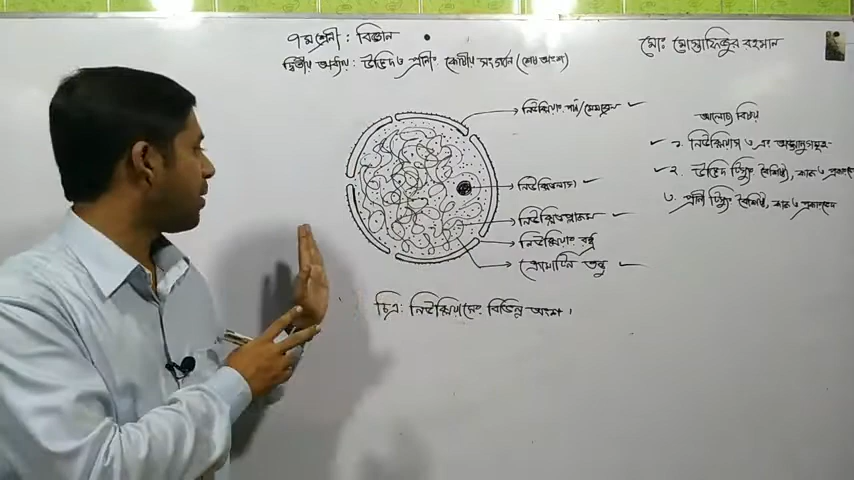 ৭ম শ্রেণী : বিজ্ঞান
মোঃ মোস্তাফিজুর রহমান
দ্বিতীয় অধ্যায় : উদ্ভিদ ও প্রাণীর কোষীয় সংগঠন (শেষ অংশ)
নিউক্লিয়ার পর্দা/মেমব্রেন
নিউক্লিওলাস
নিউক্লিওপ্লাজম
নিউক্লিয়ার রন্ধ্র
ক্রোমাটিন তন্তু
চিত্র : নিউক্লিয়াসের বিভিন্ন অংশ ।
আলোচ্য বিষয়
১. নিউক্লিয়াস ও এর অঙ্গাণুসমূহ
২. উদ্ভিদ টিস্যুর বৈশিষ্ট্য, কাজ ও প্রকারভেদ
৩. প্রাণী টিস্যুর বৈশিষ্ট্য, কাজ ও প্রকারভেদ